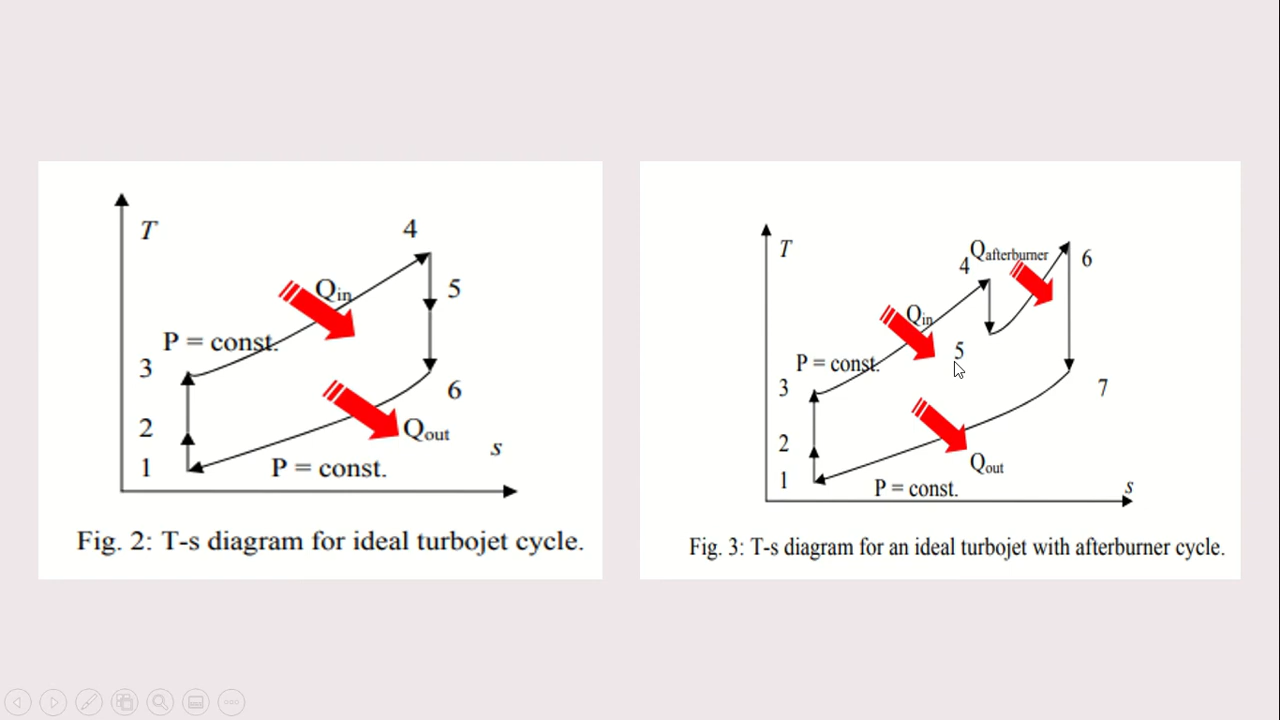 T
4
Qin
5
P = const.
3
6
2
Qout
s
1
P = const.
Fig. 2: T-s diagram for ideal turbojet cycle.
T
Qafterburner
4
6
Qin
5
P = const.
3
7
2
Qout
1
P = const.
s
Fig. 3: T-s diagram for an ideal turbojet with afterburner cycle.